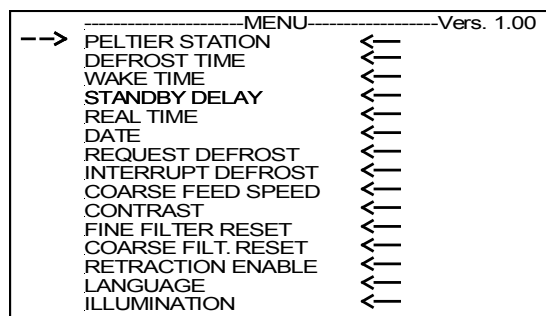 ----------------------MENU------------------Vers. 1.00
--> PELTIER STATION <—
DEFROST TIME <—
WAKE TIME <—
STANDBY DELAY <—
REAL TIME <—
DATE <—
REQUEST DEFROST <—
INTERRUPT DEFROST <—
COARSE FEED SPEED <—
CONTRAST <—
FINE FILTER RESET <—
COARSE FILT. RESET <—
RETRACTION ENABLE <—
LANGUAGE <—
ILLUMINATION <—